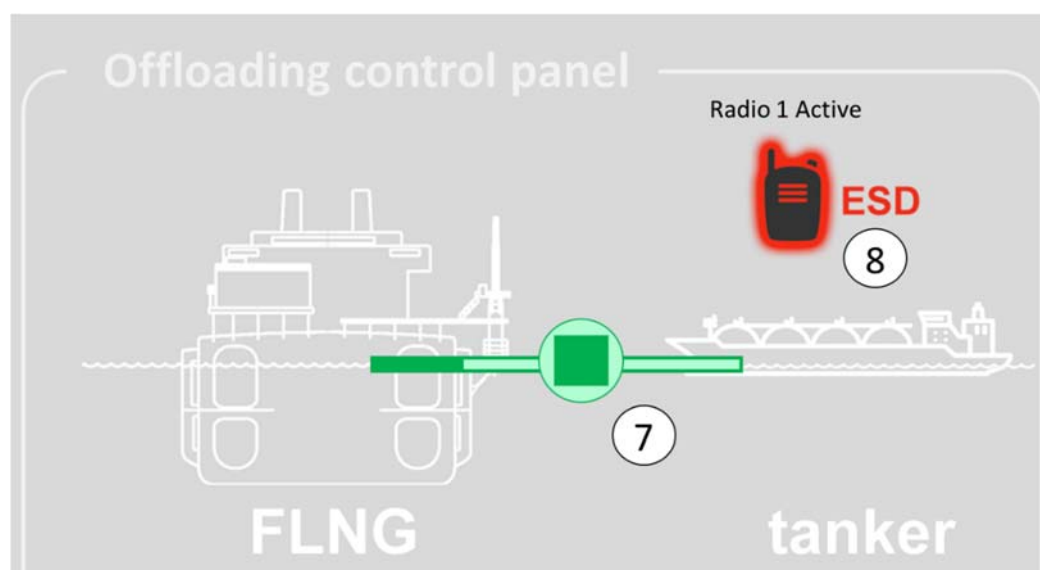 Offloading control panel
Radio 1 Active
ESD
8
7
FLNG
tanker